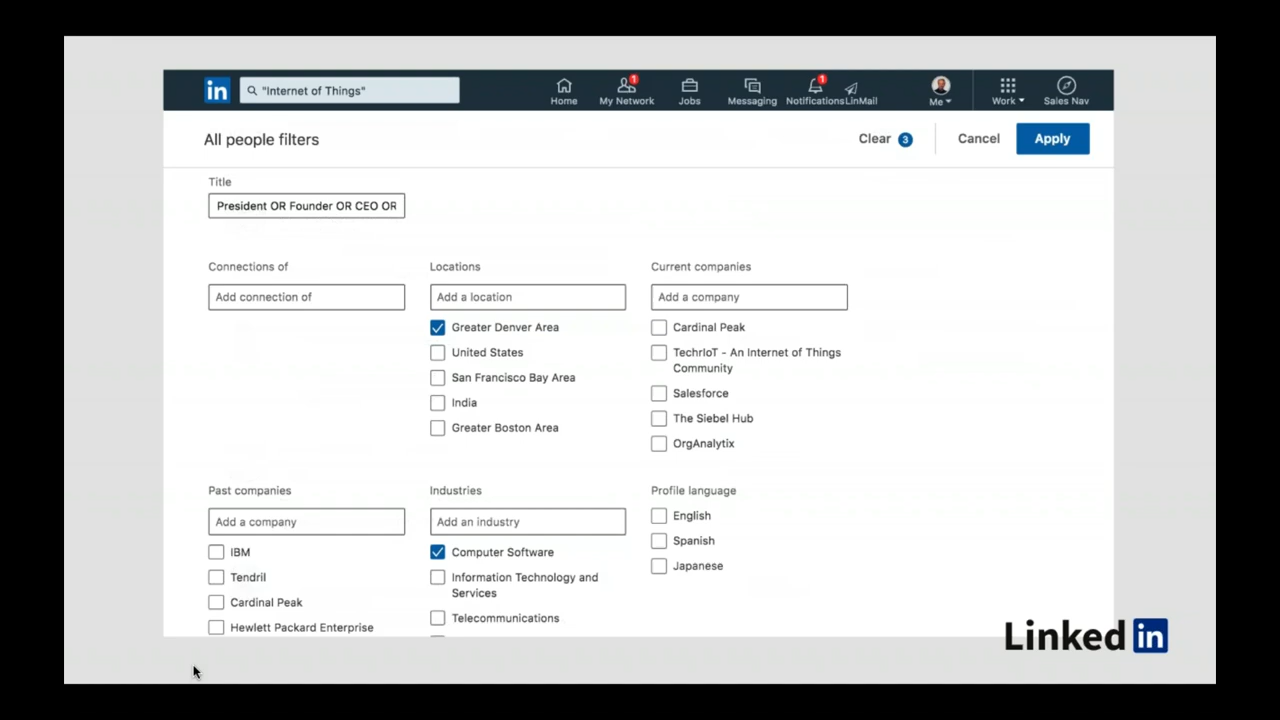 in
"Internet of Things"
Home
My Network
1
Jobs
Messaging
Notifications
1
LinMail
Me
Work
Sales Nav
All people filters
Clear 3
Cancel
Apply
Title
President OR Founder OR CEO OR
Connections of
Add connection of
Locations
Add a location
Greater Denver Area
United States
San Francisco Bay Area
India
Greater Boston Area
Current companies
Add a company
Cardinal Peak
TechrIoT - An Internet of Things
Community
Salesforce
The Siebel Hub
OrgAnalytix
Past companies
Add a company
IBM
Tendril
Cardinal Peak
Hewlett Packard Enterprise
Industries
Add an industry
Computer Software
Information Technology and
Services
Telecommunications
Profile language
English
Spanish
Japanese
Linked in